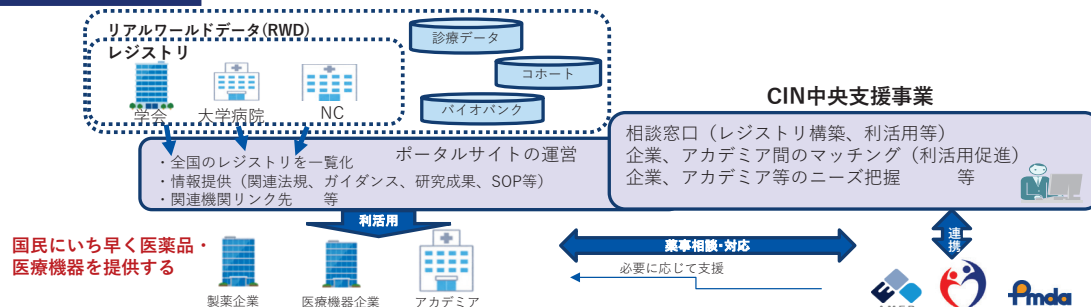 リアルワールドデータ(RWD)
レジストリ
診療データ
コホート
バイオバンク
学会
大学病院
NC
CIN中央支援事業
ポータルサイトの運営
・全国のレジストリを一覧化
・情報提供(関連法規、ガイダンス、研究成果、SOP等)
・関連機関リンク先 等
相談窓口(レジストリ構築、利活用等)
企業、アカデミア間のマッチング(利活用促進)
企業、アカデミア等のニーズ把握 等
利活用
国民にいち早く医薬品・
医療機器を提供する
製薬企業
医療機器企業
アカデミア
薬事相談・対応
必要に応じて支援
連携
Pmda